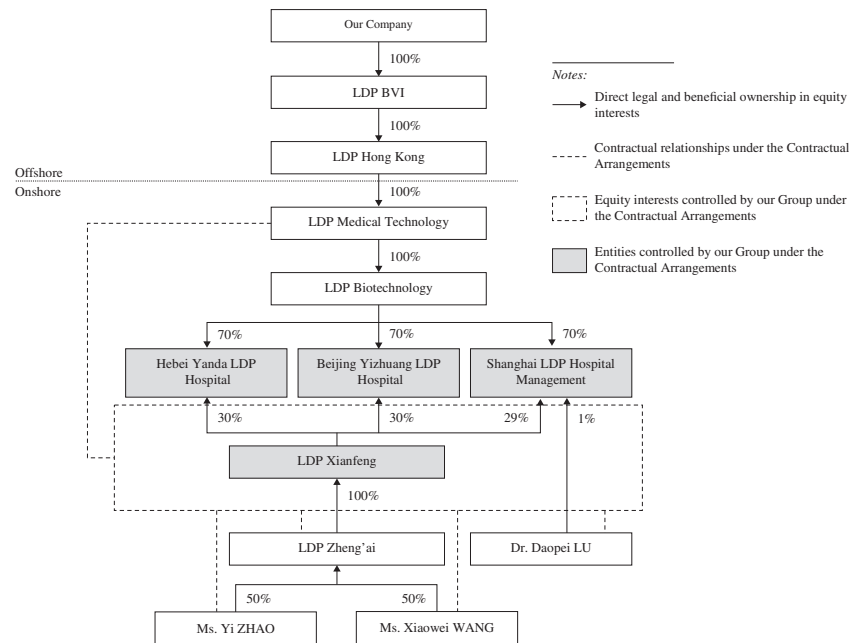 Our Company
100%
LDP BVI
100%
LDP Hong Kong
Offshore
Onshore
100%
LDP Medical Technology
100%
LDP Biotechnology
70%
70%
70%
Hebei Yanda LDP
Hospital
Beijing Yizhuang LDP
Hospital
Shanghai LDP Hospital
Management
30%
30%
29%
1%
LDP Xianfeng
100%
LDP Zheng’ai
Dr. Daopei LU
50%
50%
Ms. Yi ZHAO
Ms. Xiaowei WANG
Notes:
Direct legal and beneficial ownership in equity
interests
Contractual relationships under the Contractual
Arrangements
Equity interests controlled by our Group under
the Contractual Arrangements
Entities controlled by our Group under the
Contractual Arrangements